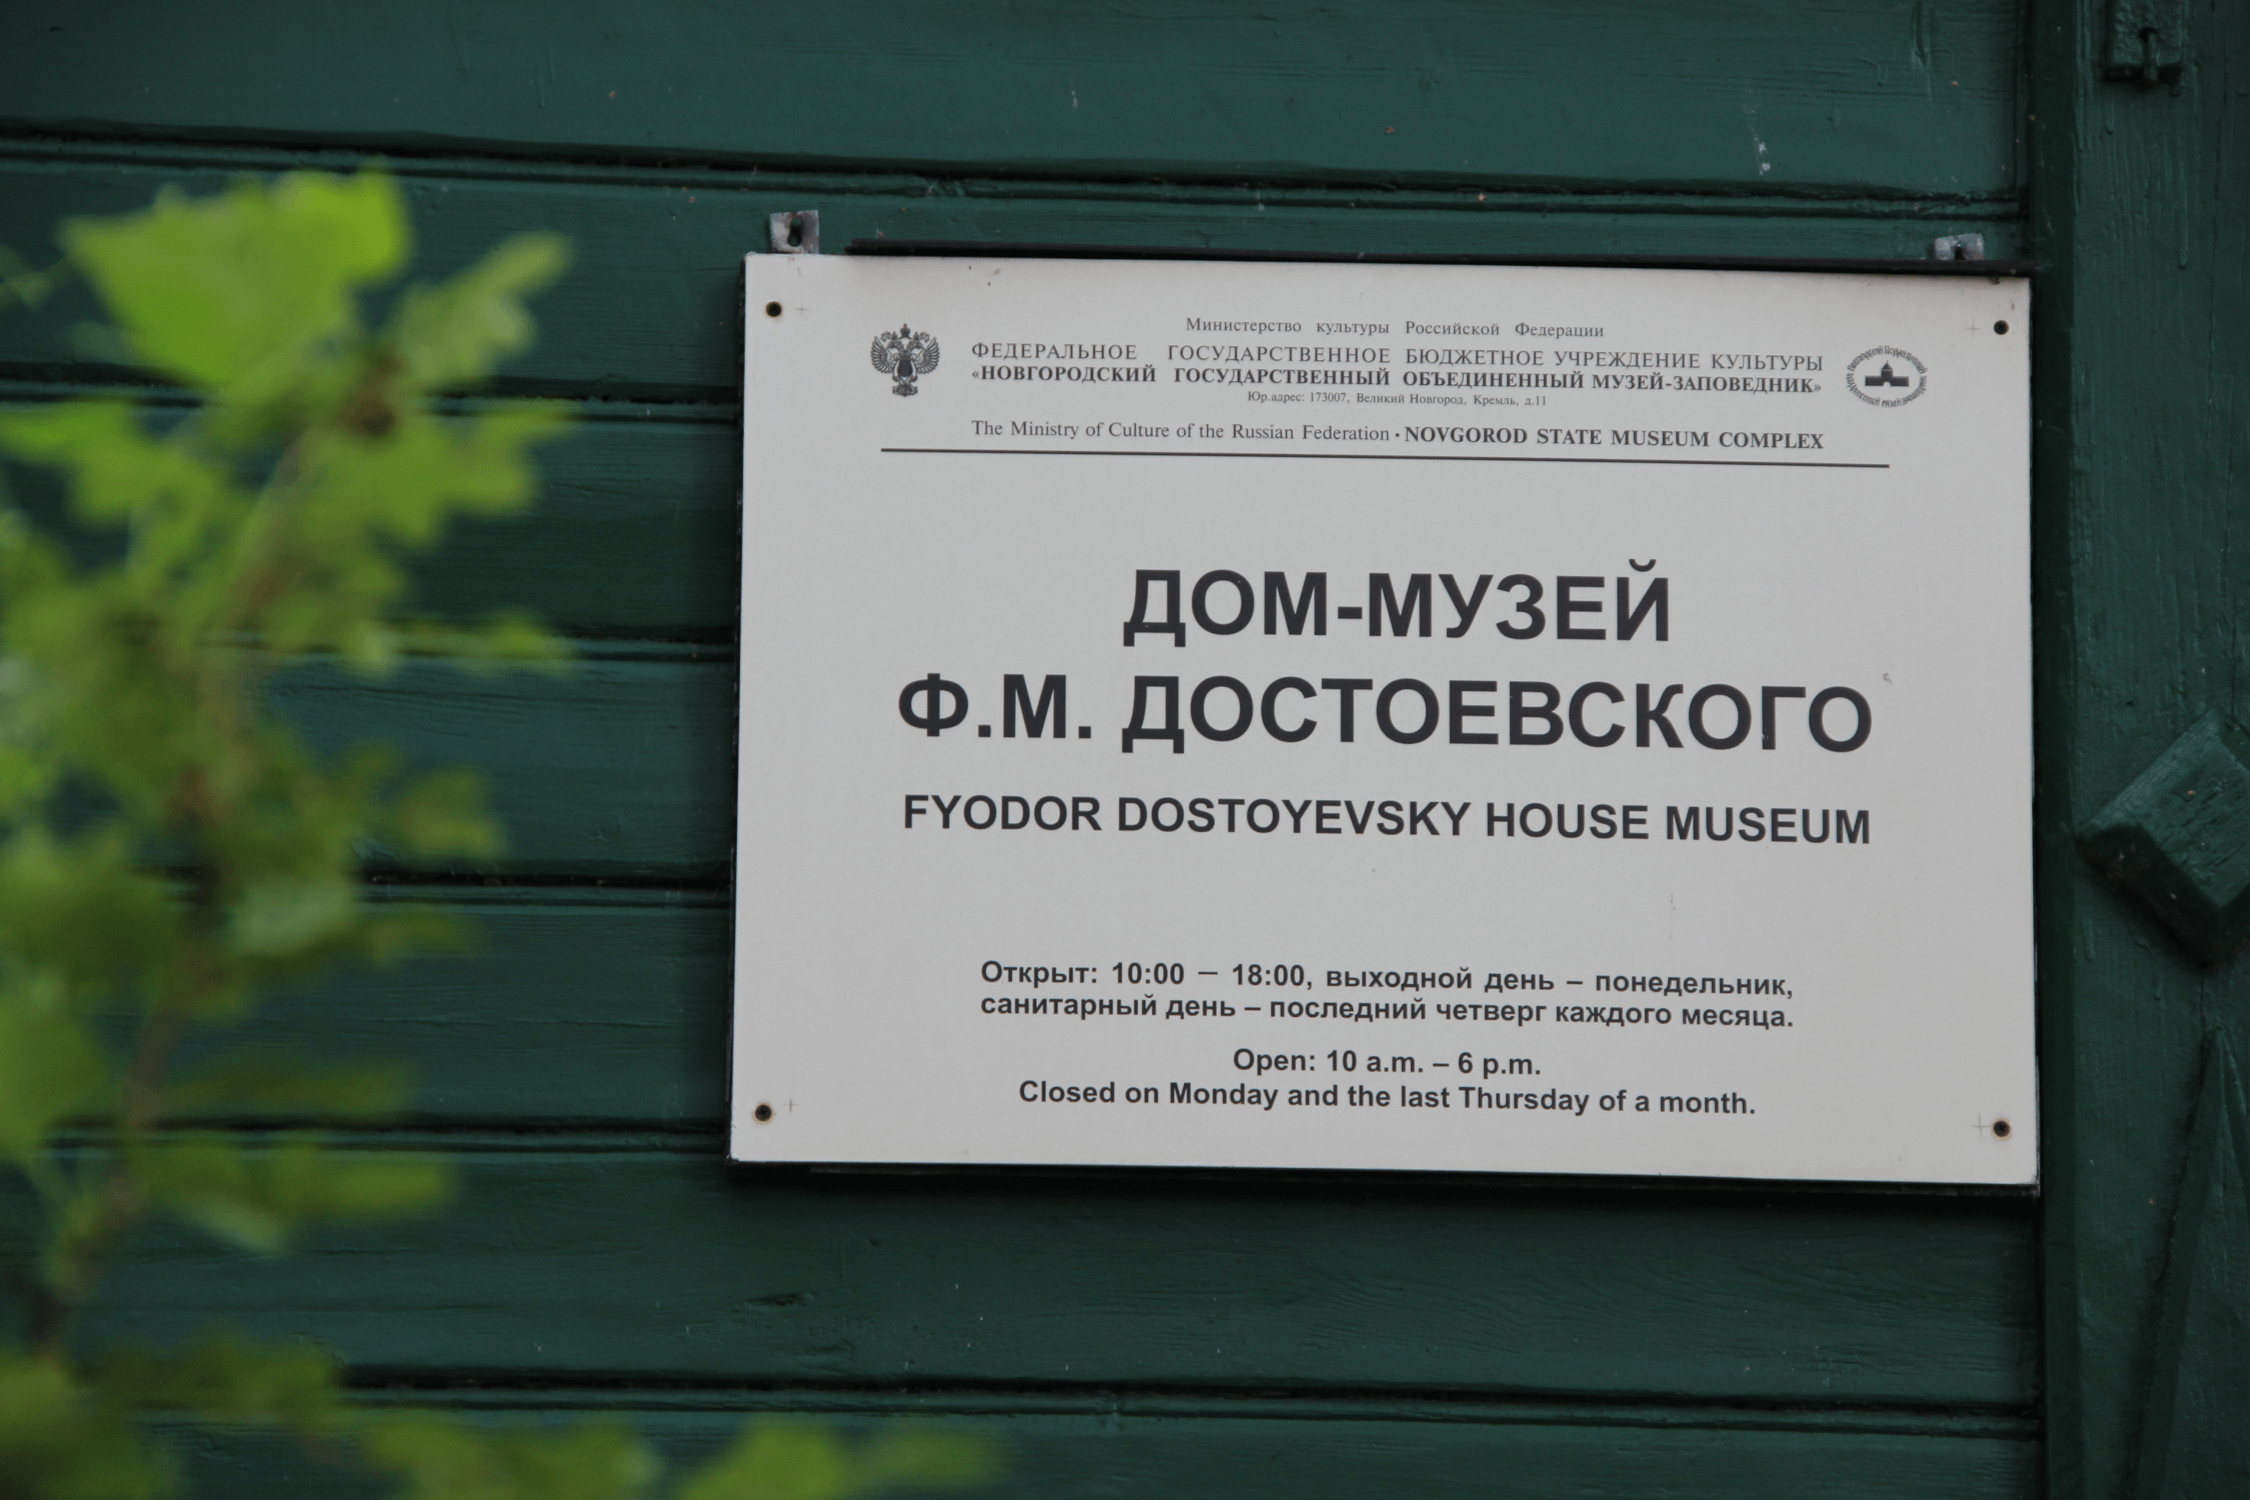 Министерство культуры Российской Федерации
ФЕДЕРАЛЬНОЕ ГОСУДАРСТВЕННОЕ БЮДЖЕТНОЕ УЧРЕЖДЕНИЕ КУЛЬТУРЫ
«НОВГОРОДСКИЙ ГОСУДАРСТВЕННЫЙ ОБЪЕДИНЕННЫЙ МУЗЕЙ-ЗАПОВЕДНИК»
Юр.адрес: 173007, Великий Новгород, Кремль, д.11
The Ministry of Culture of the Russian Federation • NOVGOROD STATE MUSEUM COMPLEX
ДОМ-МУЗЕЙ
Ф.М. ДОСТОЕВСКОГО
FYODOR DOSTOYEVSKY HOUSE MUSEUM
Открыт: 10:00 – 18:00, выходной день – понедельник,
санитарный день – последний четверг каждого месяца.
Open: 10 a.m. – 6 p.m.
Closed on Monday and the last Thursday of a month.